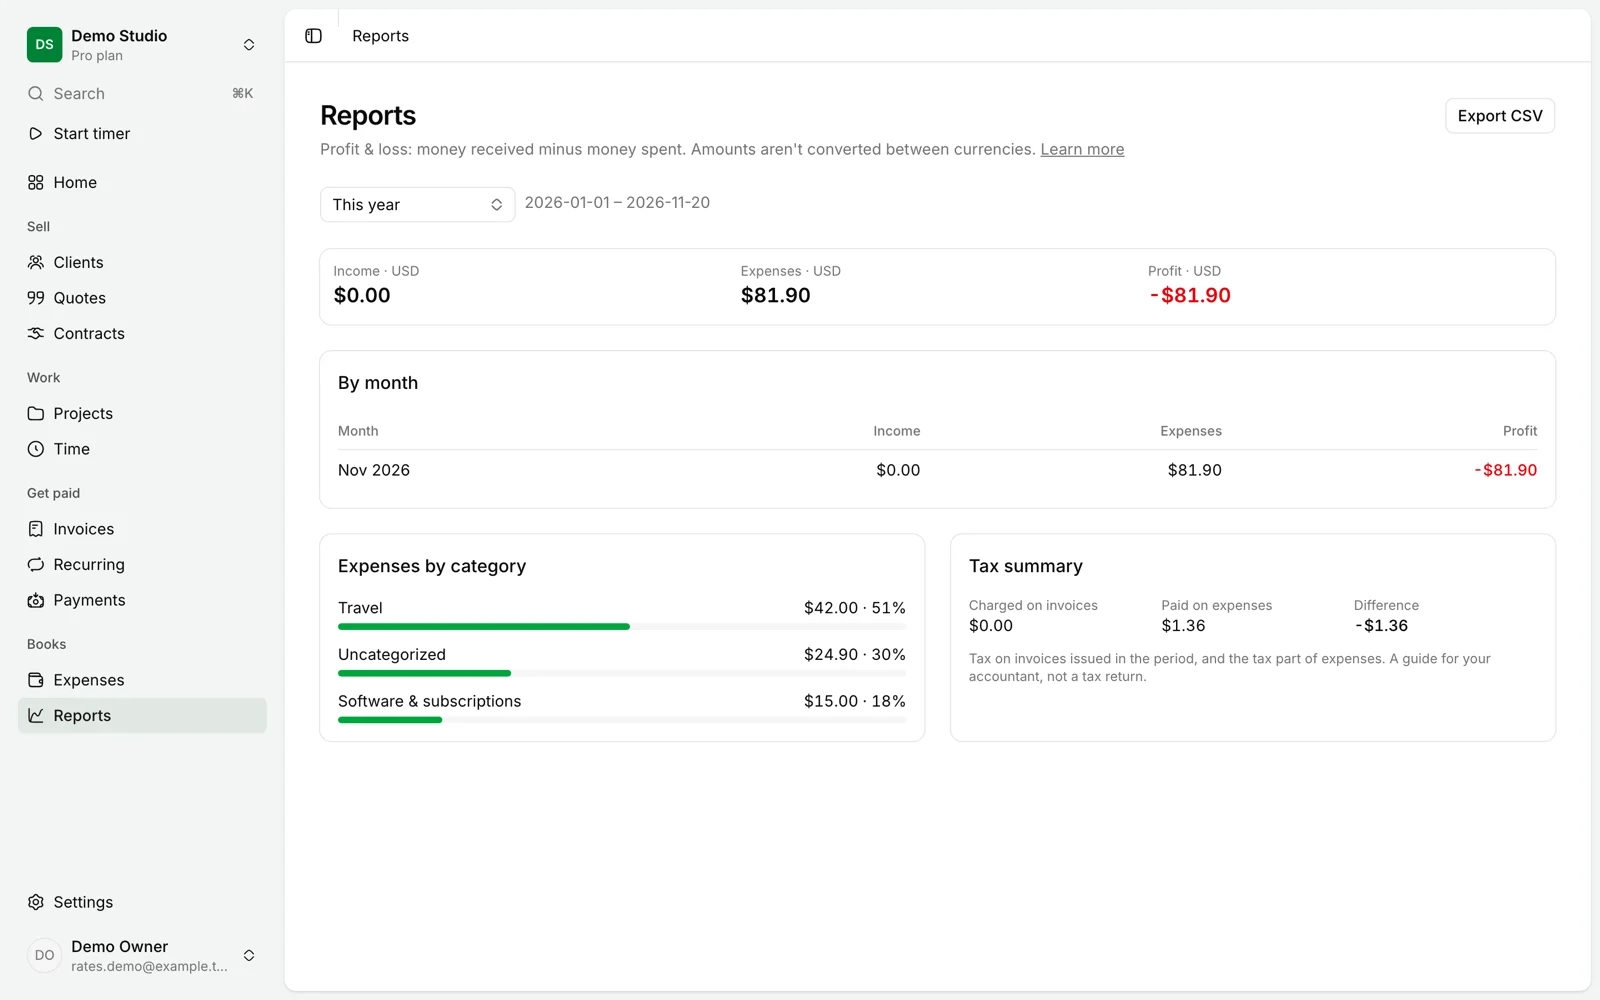 DS
Demo Studio
Pro plan
Search ⌘K
Start timer
Home
Sell
Clients
Quotes
Contracts
Work
Projects
Time
Get paid
Invoices
Recurring
Payments
Books
Expenses
Reports
Settings
DO
Demo Owner
rates.demo@example.t...
Reports
Reports
Export CSV
Profit & loss: money received minus money spent. Amounts aren't converted between currencies. Learn more
This year 2026-01-01 – 2026-11-20
Income · USD Expenses · USD Profit · USD
$0.00 $81.90 -$81.90
By month
Month Income Expenses Profit
Nov 2026 $0.00 $81.90 -$81.90
Expenses by category
Travel $42.00 · 51%
Uncategorized $24.90 · 30%
Software & subscriptions $15.00 · 18%
Tax summary
Charged on invoices Paid on expenses Difference
$0.00 $1.36 -$1.36
Tax on invoices issued in the period, and the tax part of expenses. A guide for your
accountant, not a tax return.